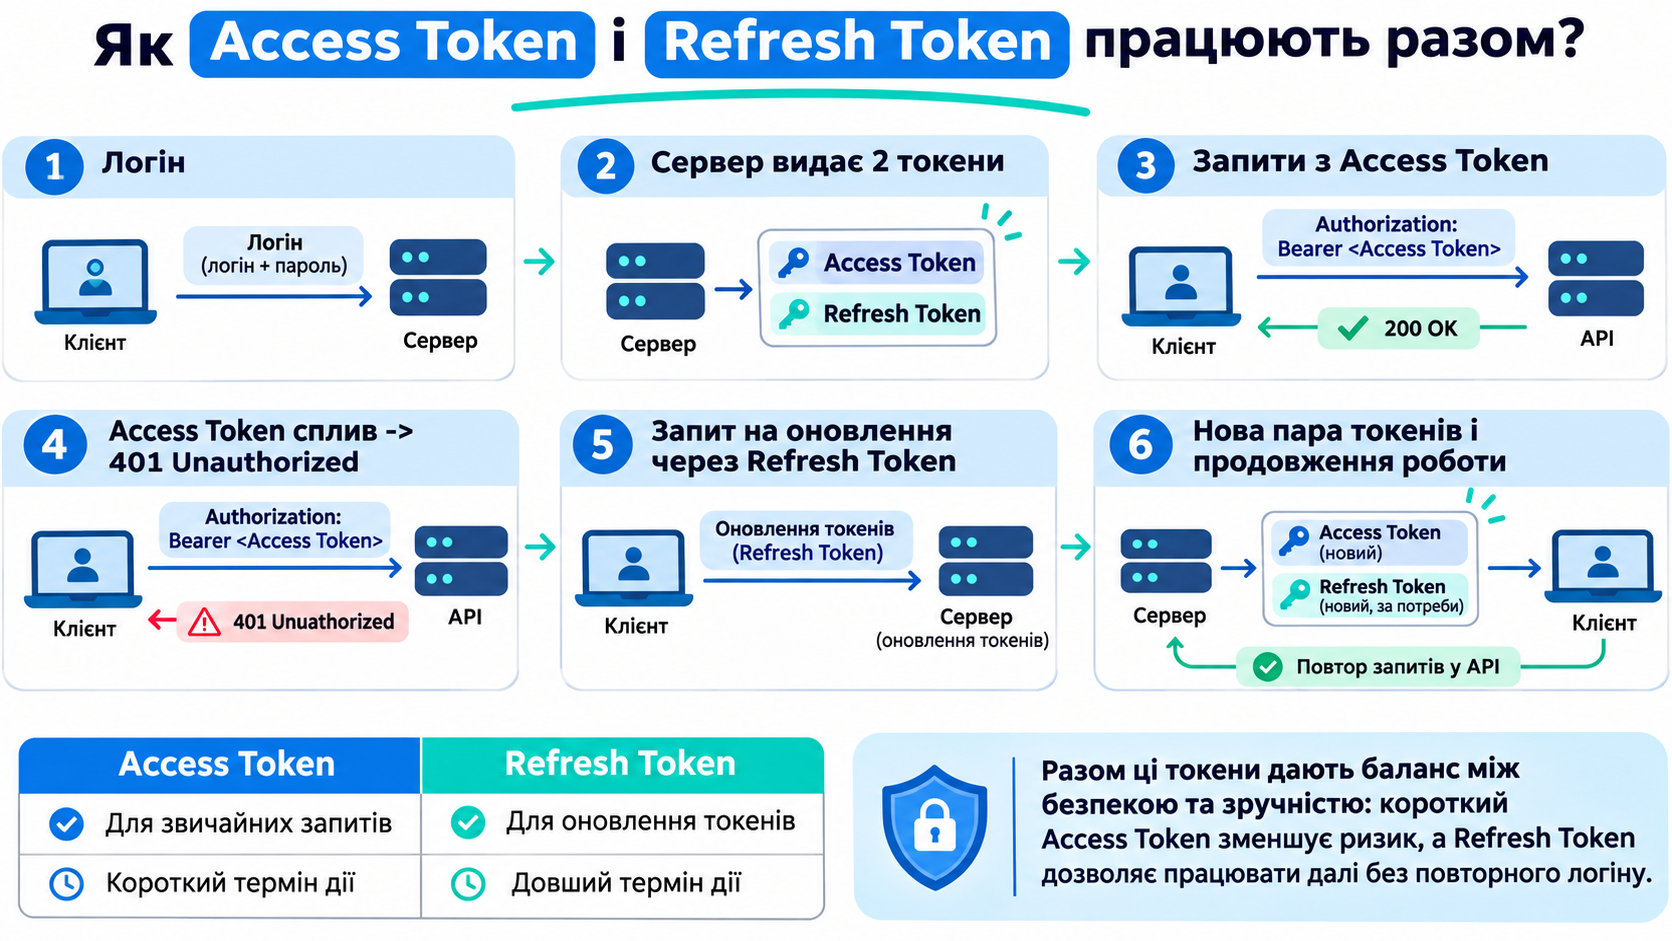 Як Access Token і Refresh Token працюють разом?
1 Логін
Логін
(логін + пароль)
Клієнт
Сервер
2 Сервер видає 2 токени
Access Token
Refresh Token
Сервер
3 Запити з Access Token
Authorization:
Bearer <Access Token>
200 OK
Клієнт
API
4 Access Token сплив ->
401 Unauthorized
Authorization:
Bearer <Access Token>
401 Unuathorized
Клієнт
API
5 Запит на оновлення
через Refresh Token
Оновлення токенів
(Refresh Token)
Клієнт
Сервер
(оновлення токенів)
6 Нова пара токенів і
продовження роботи
Access Token
(новий)
Refresh Token
(новий, за потреби)
Сервер
Клієнт
Повтор запитів у API
Access Token
Refresh Token
Для звичайних запитів
Для оновлення токенів
Короткий термін дії
Довший термін дії
Разом ці токени дають баланс між
безпекою та зручністю: короткий
Access Token зменшує ризик, а Refresh Token
дозволяє працювати далі без повторного логіну.